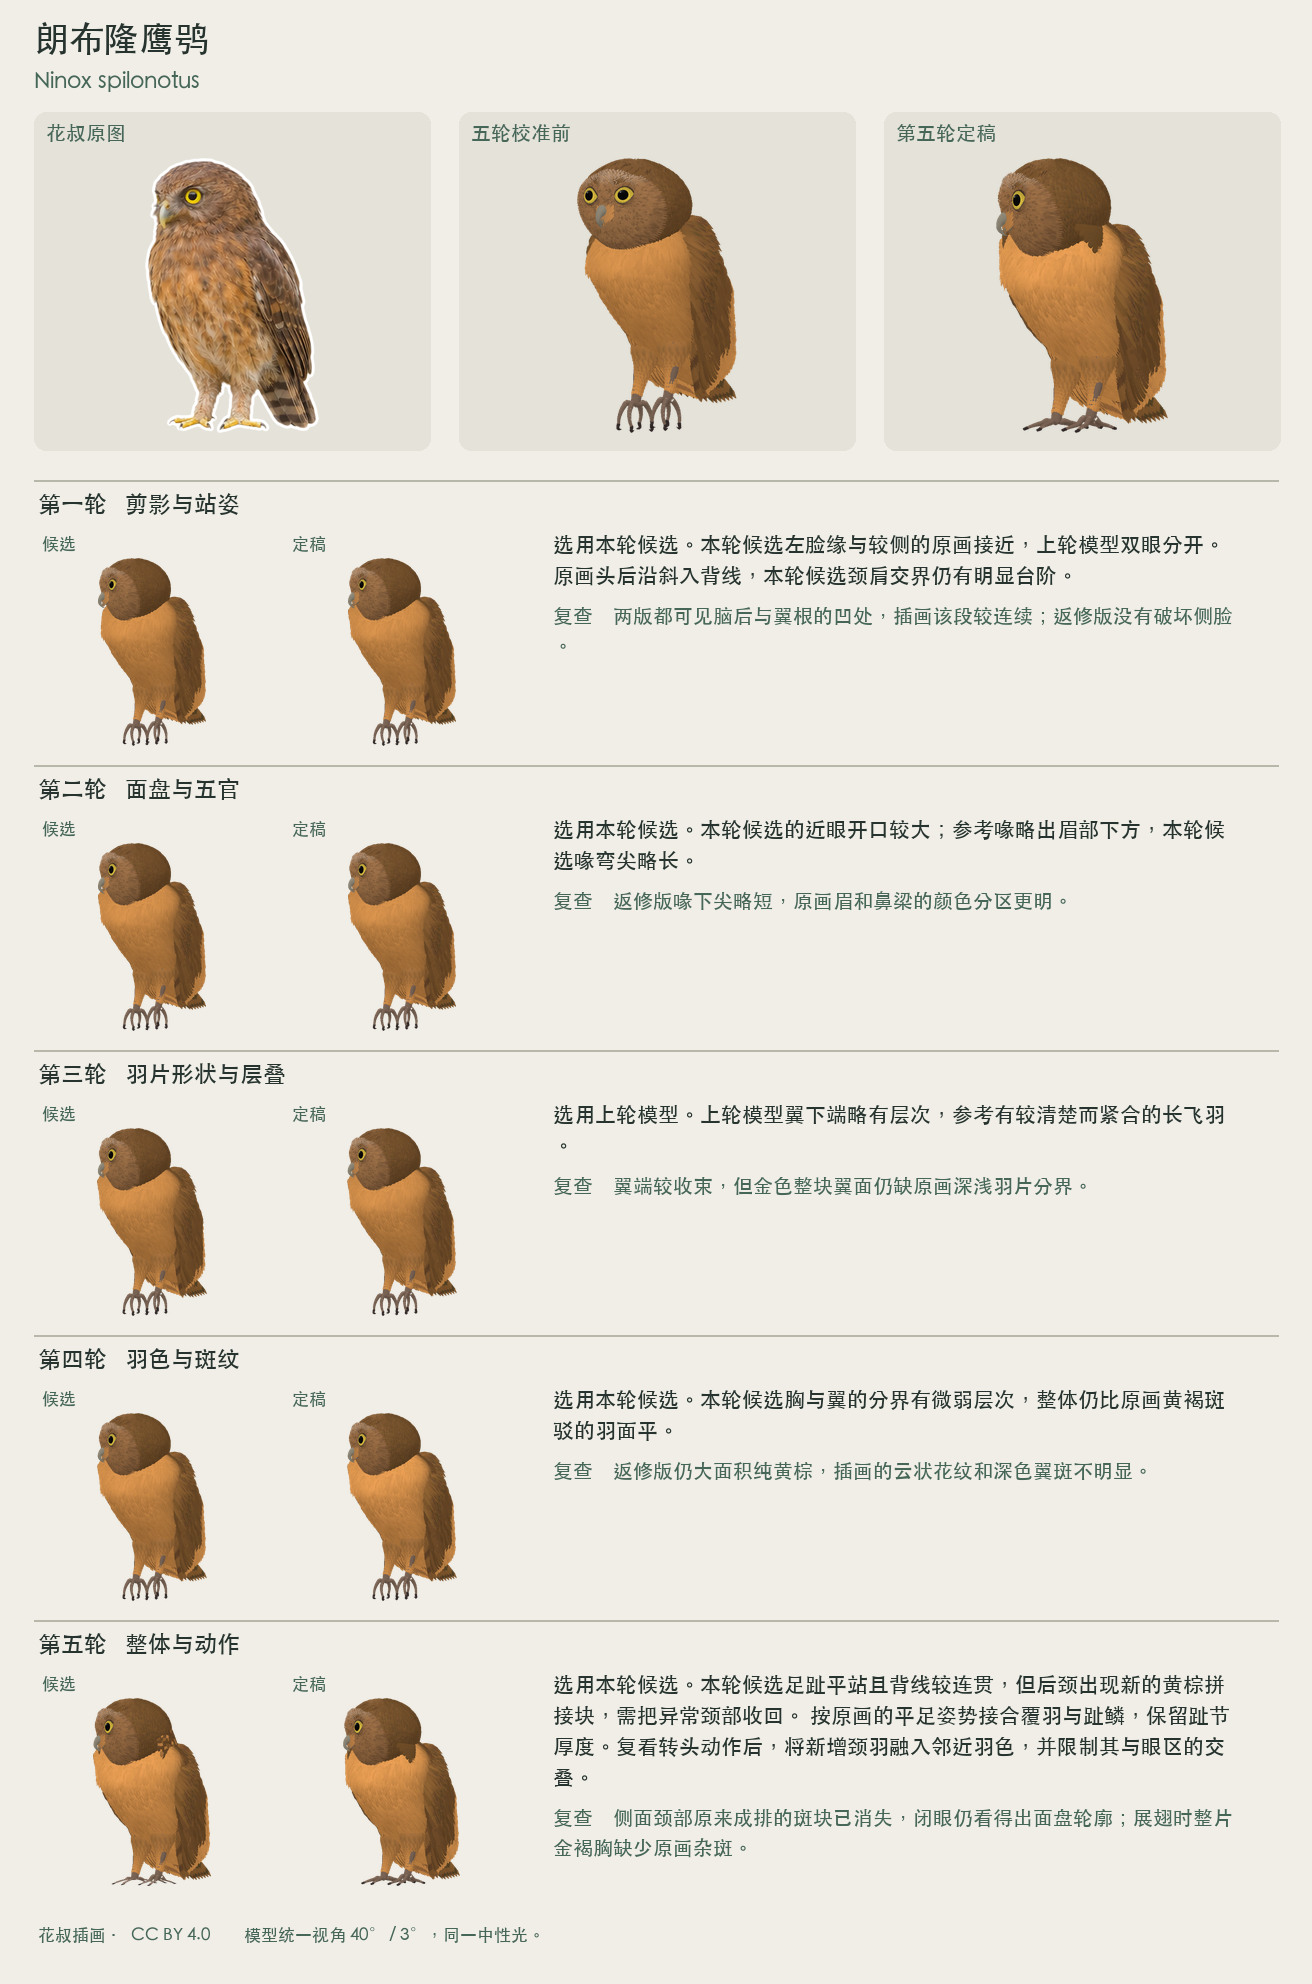 朗布隆鹰鸮
Ninox spilonotus
花叔原图
五轮校准前
第五轮定稿
第一轮 剪影与站姿
候选
定稿
选用本轮候选。本轮候选左脸缘与较侧的原画接近，上轮模型双眼分开。
原画头后沿斜入背线，本轮候选颈肩交界仍有明显台阶。
复查 两版都可见脑后与翼根的凹处，插画该段较连续；返修版没有破坏侧脸
。
第二轮 面盘与五官
候选
定稿
选用本轮候选。本轮候选的近眼开口较大；参考喙略出眉部下方，本轮候
选喙弯尖略长。
复查 返修版喙下尖略短，原画眉和鼻梁的颜色分区更明。
第三轮 羽片形状与层叠
候选
定稿
选用上轮模型。上轮模型翼下端略有层次，参考有较清楚而紧合的长飞羽
。
复查 翼端较收束，但金色整块翼面仍缺原画深浅羽片分界。
第四轮 羽色与斑纹
候选
定稿
选用本轮候选。本轮候选胸与翼的分界有微弱层次，整体仍比原画黄褐斑
驳的羽面平。
复查 返修版仍大面积纯黄棕，插画的云状花纹和深色翼斑不明显。
第五轮 整体与动作
候选
定稿
选用本轮候选。本轮候选足趾平站且背线较连贯，但后颈出现新的黄棕拼
接块，需把异常颈部收回。 按原画的平足姿势接合覆羽与趾鳞，保留趾节
厚度。复看转头动作后，将新增颈羽融入邻近羽色，并限制其与眼区的交
叠。
复查 侧面颈部原来成排的斑块已消失，闭眼仍看得出面盘轮廓；展翅时整片
金褐胸缺少原画杂斑。
花叔插画 · CC BY 4.0 模型统一视角 40° / 3° ，同一中性光。